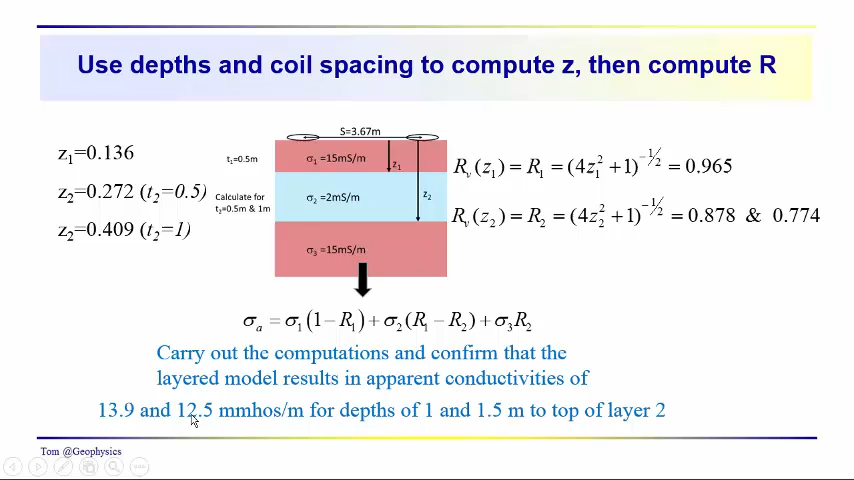 Use depths and coil spacing to compute z, then compute R
z₁=0.136
z₂=0.272 (t₂=0.5)
z₂=0.409 (t₂=1)
S=3.67m
t₁=0.5m
σ₁ =15mS/m
z₁
Calculate for
t₂=0.5m & 1m
σ₂ =2mS/m
z₂
σ₃ =15mS/m
Rᵥ(z₁) = R₁ = (4z₁² + 1)^(-1/2) = 0.965
Rᵥ(z₂) = R₂ = (4z₂² + 1)^(-1/2) = 0.878 & 0.774
σₐ = σ₁(1 − R₁) + σ₂(R₁ − R₂) + σ₃R₂
Carry out the computations and confirm that the
layered model results in apparent conductivities of
13.9 and 12.5 mmhos/m for depths of 1 and 1.5 m to top of layer 2
Tom @Geophysics